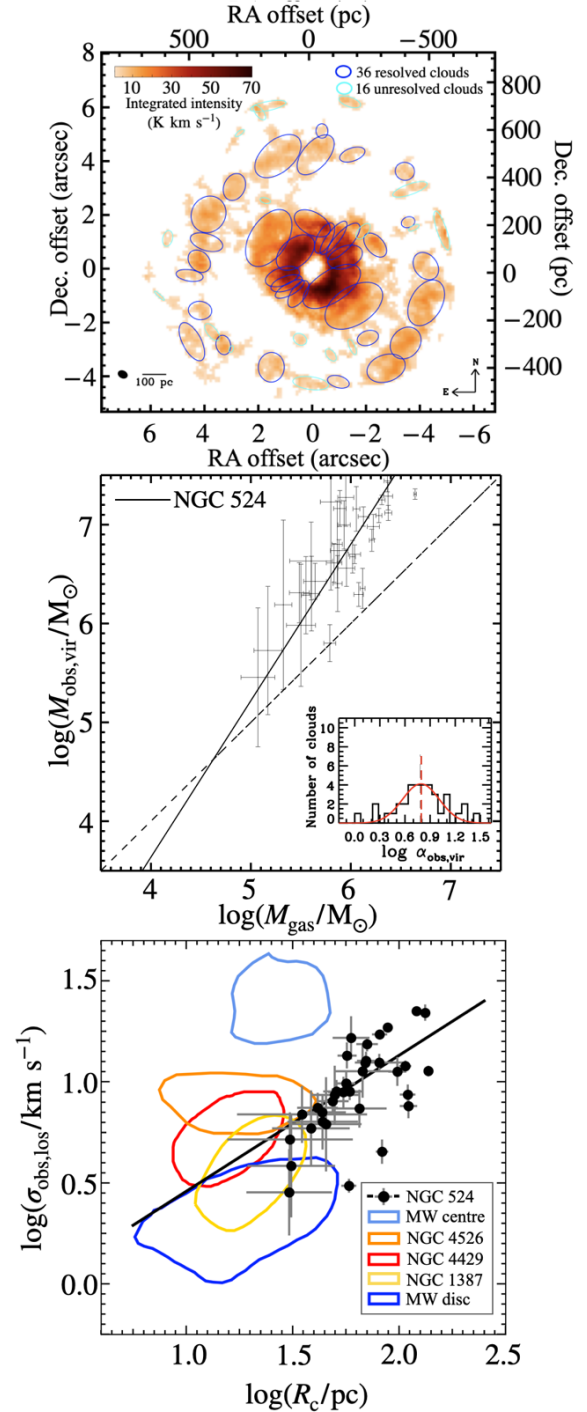 RA offset (pc)
500 0 −500
10 30 50 70
Integrated intensity
(K km s⁻¹)
36 resolved clouds
16 unresolved clouds
Dec. offset (arcsec)
8
6
4
2
0
−2
−4
800
600
400
200
0
−200
−400
Dec. offset (pc)
100 pc
N
E
6 4 2 0 −2 −4 −6
RA offset (arcsec)
NGC 524
log(M_obs,vir/M⊙)
7
6
5
4
Number of clouds
10
8
6
4
2
0
0.0 0.3 0.6 0.9 1.2 1.5
log α_obs,vir
4 5 6 7
log(M_gas/M⊙)
log(σ_obs,los/km s⁻¹)
1.5
1.0
0.5
0.0
NGC 524
MW centre
NGC 4526
NGC 4429
NGC 1387
MW disc
1.0 1.5 2.0 2.5
log(R_c/pc)